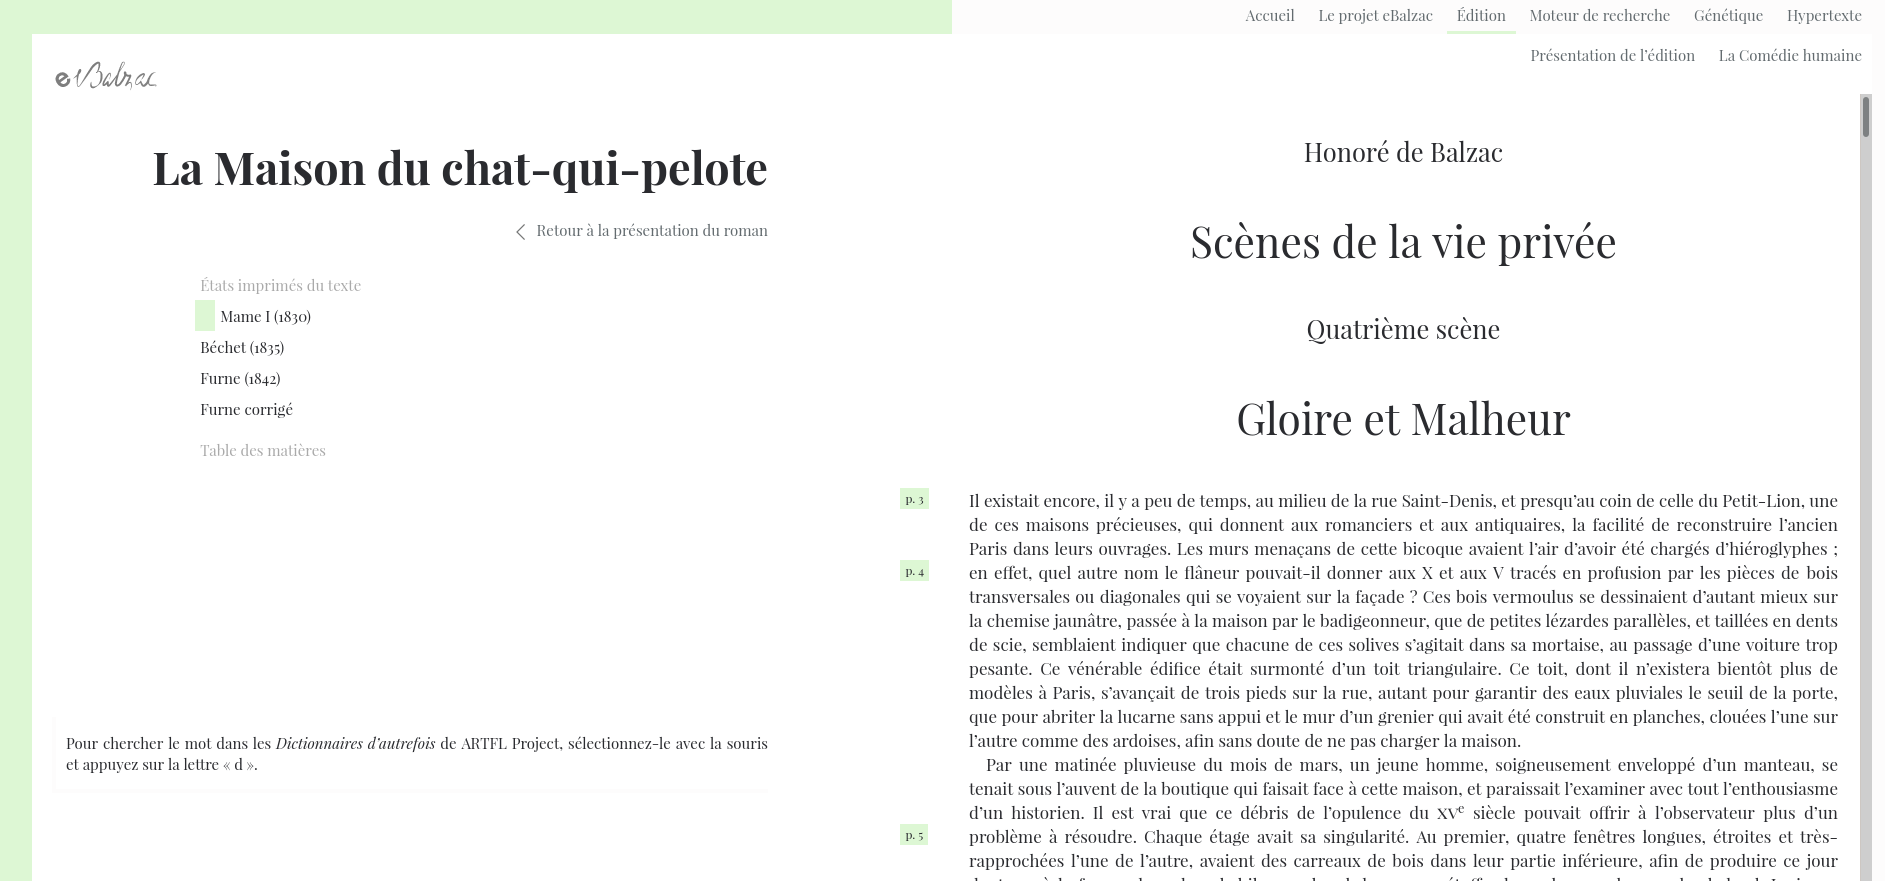 Accueil Le projet eBalzac Édition Moteur de recherche Génétique Hypertexte
Présentation de l’édition La Comédie humaine
eBalzac
La Maison du chat-qui-pelote
Retour à la présentation du roman
États imprimés du texte
Mame I (1830)
Béchet (1835)
Furne (1842)
Furne corrigé
Table des matières
Pour chercher le mot dans les Dictionnaires d’autrefois de ARTFL Project, sélectionnez-le avec la souris
et appuyez sur la lettre « d ».
Honoré de Balzac
Scènes de la vie privée
Quatrième scène
Gloire et Malheur
p. 3
Il existait encore, il y a peu de temps, au milieu de la rue Saint-Denis, et presqu’au coin de celle du Petit-Lion, une
de ces maisons précieuses, qui donnent aux romanciers et aux antiquaires, la facilité de reconstruire l’ancien
Paris dans leurs ouvrages. Les murs menaçans de cette bicoque avaient l’air d’avoir été chargés d’hiéroglyphes ;
p. 4
en effet, quel autre nom le flâneur pouvait-il donner aux X et aux V tracés en profusion par les pièces de bois
transversales ou diagonales qui se voyaient sur la façade ? Ces bois vermoulus se dessinaient d’autant mieux sur
la chemise jaunâtre, passée à la maison par le badigeonneur, que de petites lézardes parallèles, et taillées en dents
de scie, semblaient indiquer que chacune de ces solives s’agitait dans sa mortaise, au passage d’une voiture trop
pesante. Ce vénérable édifice était surmonté d’un toit triangulaire. Ce toit, dont il n’existera bientôt plus de
modèles à Paris, s’avançait de trois pieds sur la rue, autant pour garantir des eaux pluviales le seuil de la porte,
que pour abriter la lucarne sans appui et le mur d’un grenier qui avait été construit en planches, clouées l’une sur
l’autre comme des ardoises, afin sans doute de ne pas charger la maison.
Par une matinée pluvieuse du mois de mars, un jeune homme, soigneusement enveloppé d’un manteau, se
tenait sous l’auvent de la boutique qui faisait face à cette maison, et paraissait l’examiner avec tout l’enthousiasme
d’un historien. Il est vrai que ce débris de l’opulence du XVe siècle pouvait offrir à l’observateur plus d’un
p. 5
problème à résoudre. Chaque étage avait sa singularité. Au premier, quatre fenêtres longues, étroites et très-
rapprochées l’une de l’autre, avaient des carreaux de bois dans leur partie inférieure, afin de produire ce jour